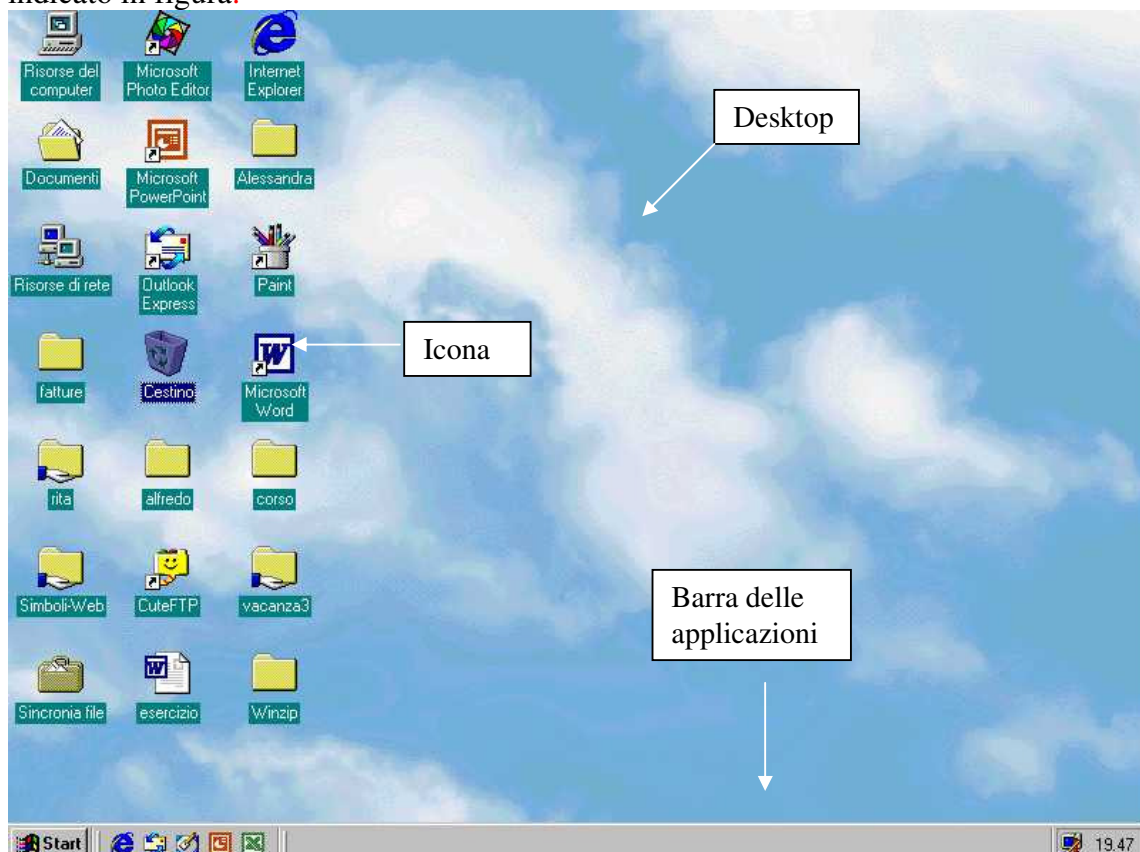 indicato in figura.
Risorse del
computer
Microsoft
Photo Editor
Internet
Explorer
Desktop
Documenti
Microsoft
PowerPoint
Alessandra
Risorse di rete
Outlook
Express
Paint
Icona
fatture
Cestino
Microsoft
Word
rita
alfredo
corso
Simboli-Web
CuteFTP
vacanza3
Barra delle
applicazioni
Sincronia file
esercizio
Winzip
Start
19.47